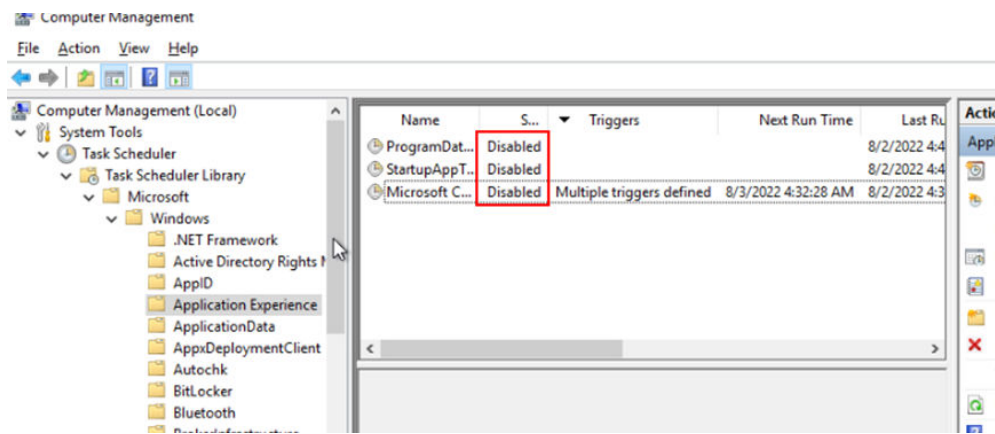 Computer Management
File Action View Help
Computer Management (Local)
System Tools
Task Scheduler
Task Scheduler Library
Microsoft
Windows
.NET Framework
Active Directory Rights
AppID
Application Experience
ApplicationData
AppxDeploymentClient
Autochk
BitLocker
Bluetooth
BrokerInfrastructure
Name S... Triggers Next Run Time Last Ru
ProgramDat... Disabled 8/2/2022 4:4
StartupAppT... Disabled 8/2/2022 4:4
Microsoft C... Disabled Multiple triggers defined 8/3/2022 4:32:28 AM 8/2/2022 4:3
Actio
Appl